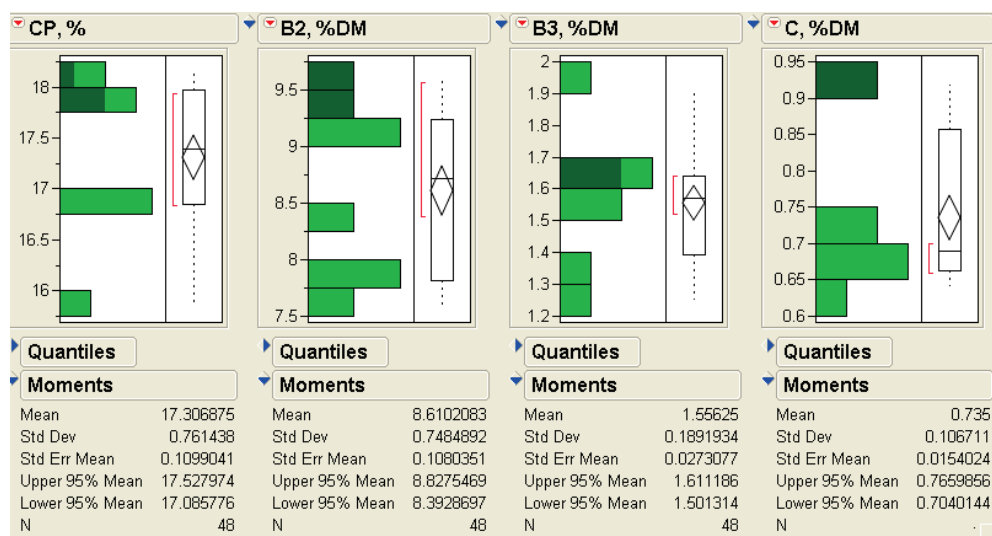 CP, %
B2, %DM
B3, %DM
C, %DM
18
17.5
17
16.5
16
9.5
9
8.5
8
7.5
2
1.9
1.8
1.7
1.6
1.5
1.4
1.3
1.2
0.95
0.9
0.85
0.8
0.75
0.7
0.65
0.6
Quantiles
Quantiles
Quantiles
Quantiles
Moments
Moments
Moments
Moments
Mean 17.306875
Std Dev 0.761438
Std Err Mean 0.1099041
Upper 95% Mean 17.527974
Lower 95% Mean 17.085776
N 48
Mean 8.6102083
Std Dev 0.7484892
Std Err Mean 0.1080351
Upper 95% Mean 8.8275469
Lower 95% Mean 8.3928697
N 48
Mean 1.55625
Std Dev 0.1891934
Std Err Mean 0.0273077
Upper 95% Mean 1.611186
Lower 95% Mean 1.501314
N 48
Mean 0.735
Std Dev 0.106711
Std Err Mean 0.0154024
Upper 95% Mean 0.7659856
Lower 95% Mean 0.7040144
N